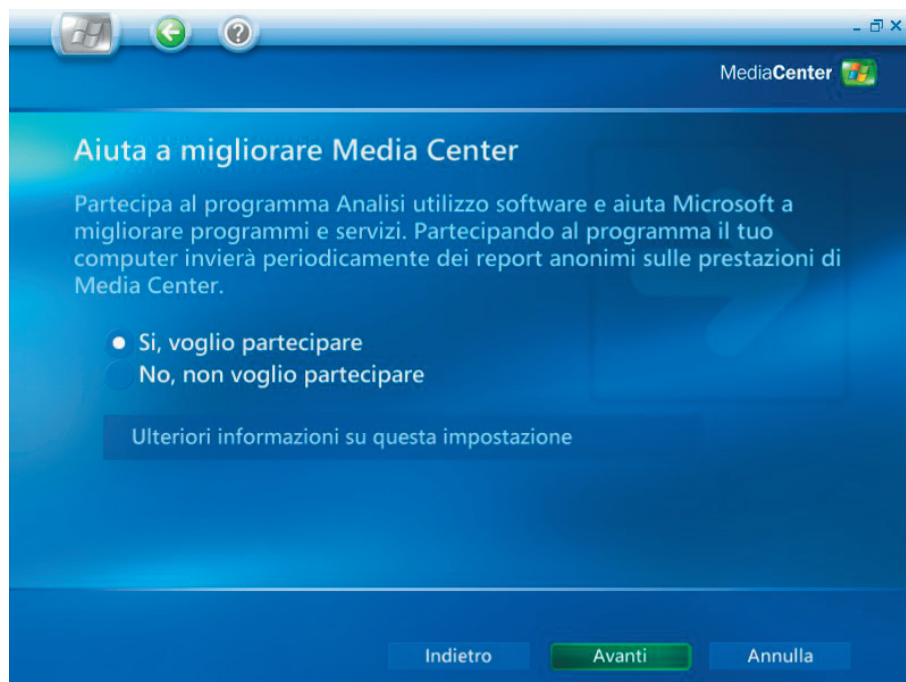 MediaCenter
Aiuta a migliorare Media Center
Partecipa al programma Analisi utilizzo software e aiuta Microsoft a
migliorare programmi e servizi. Partecipando al programma il tuo
computer invierà periodicamente dei report anonimi sulle prestazioni di
Media Center.
Si, voglio partecipare
No, non voglio partecipare
Ulteriori informazioni su questa impostazione
Indietro Avanti Annulla